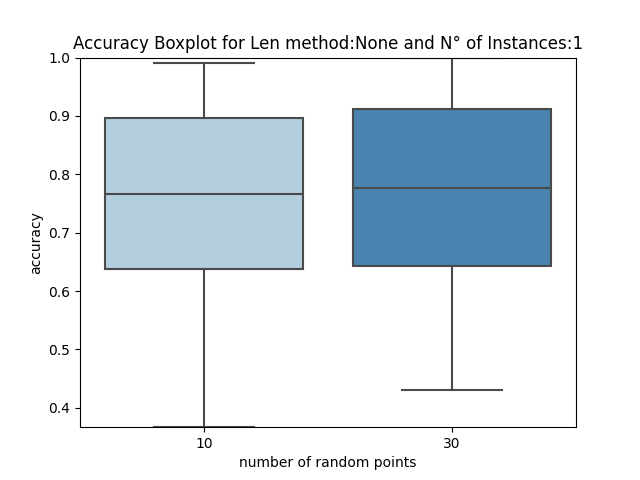 Accuracy Boxplot for Len method:None and N° of Instances:1
1.0
0.9
0.8
0.7
0.6
0.5
0.4
accuracy
10 30
number of random points